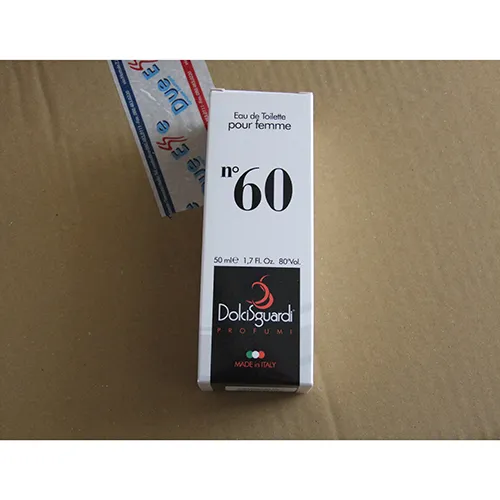 Eau de Toilette
pour femme
n°60
50 ml℮ 1,7 Fl. Oz. 80°Vol.
DolciSguardi
PROFUMI
MADE in ITALY
Due